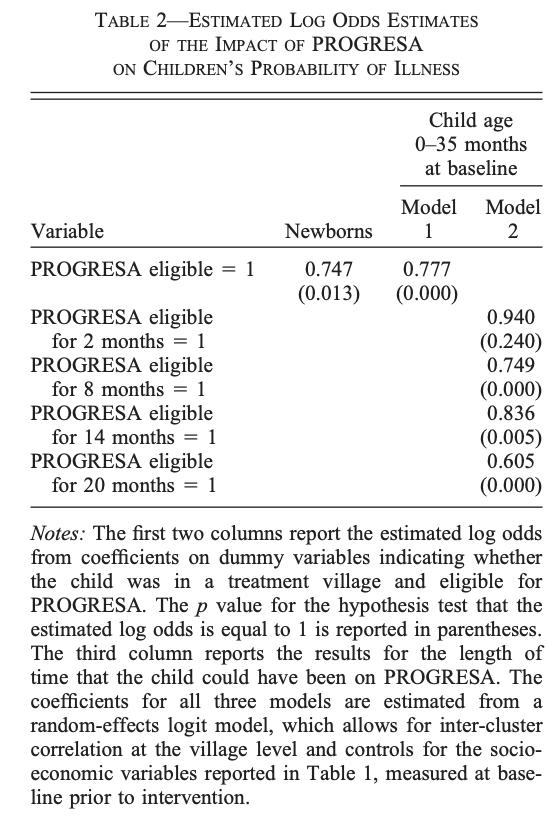 TABLE 2—ESTIMATED LOG ODDS ESTIMATES
OF THE IMPACT OF PROGRESA
ON CHILDREN'S PROBABILITY OF ILLNESS
Child age
0–35 months
at baseline
Model Model
Variable Newborns 1 2
PROGRESA eligible = 1 0.747 0.777
(0.013) (0.000)
PROGRESA eligible 0.940
for 2 months = 1 (0.240)
PROGRESA eligible 0.749
for 8 months = 1 (0.000)
PROGRESA eligible 0.836
for 14 months = 1 (0.005)
PROGRESA eligible 0.605
for 20 months = 1 (0.000)
Notes: The first two columns report the estimated log odds
from coefficients on dummy variables indicating whether
the child was in a treatment village and eligible for
PROGRESA. The p value for the hypothesis test that the
estimated log odds is equal to 1 is reported in parentheses.
The third column reports the results for the length of
time that the child could have been on PROGRESA. The
coefficients for all three models are estimated from a
random-effects logit model, which allows for inter-cluster
correlation at the village level and controls for the socio-
economic variables reported in Table 1, measured at base-
line prior to intervention.